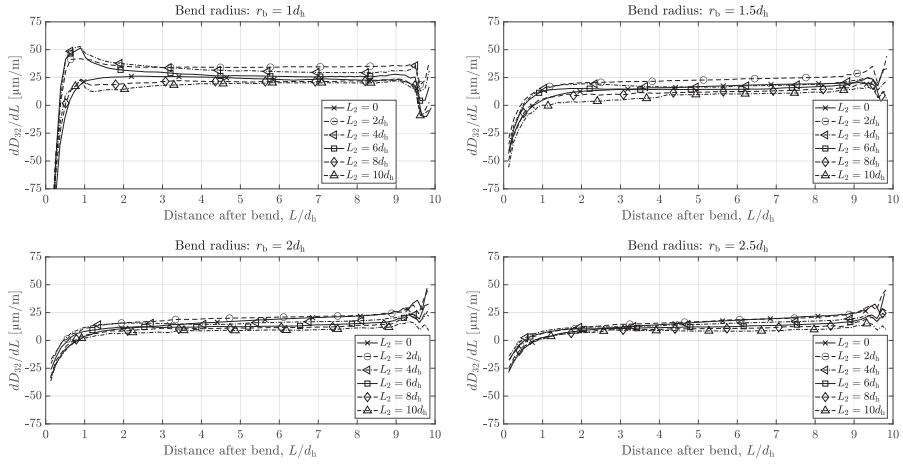 Bend radius: r_b = 1d_h
dD_32/dL [µm/m]
75
50
25
0
-25
-50
-75
L_2 = 0
L_2 = 2d_h
L_2 = 4d_h
L_2 = 6d_h
L_2 = 8d_h
L_2 = 10d_h
0 1 2 3 4 5 6 7 8 9 10
Distance after bend, L/d_h
Bend radius: r_b = 1.5d_h
dD_32/dL [µm/m]
75
50
25
0
-25
-50
-75
L_2 = 0
L_2 = 2d_h
L_2 = 4d_h
L_2 = 6d_h
L_2 = 8d_h
L_2 = 10d_h
0 1 2 3 4 5 6 7 8 9 10
Distance after bend, L/d_h
Bend radius: r_b = 2d_h
dD_32/dL [µm/m]
75
50
25
0
-25
-50
-75
L_2 = 0
L_2 = 2d_h
L_2 = 4d_h
L_2 = 6d_h
L_2 = 8d_h
L_2 = 10d_h
0 1 2 3 4 5 6 7 8 9 10
Distance after bend, L/d_h
Bend radius: r_b = 2.5d_h
dD_32/dL [µm/m]
75
50
25
0
-25
-50
-75
L_2 = 0
L_2 = 2d_h
L_2 = 4d_h
L_2 = 6d_h
L_2 = 8d_h
L_2 = 10d_h
0 1 2 3 4 5 6 7 8 9 10
Distance after bend, L/d_h